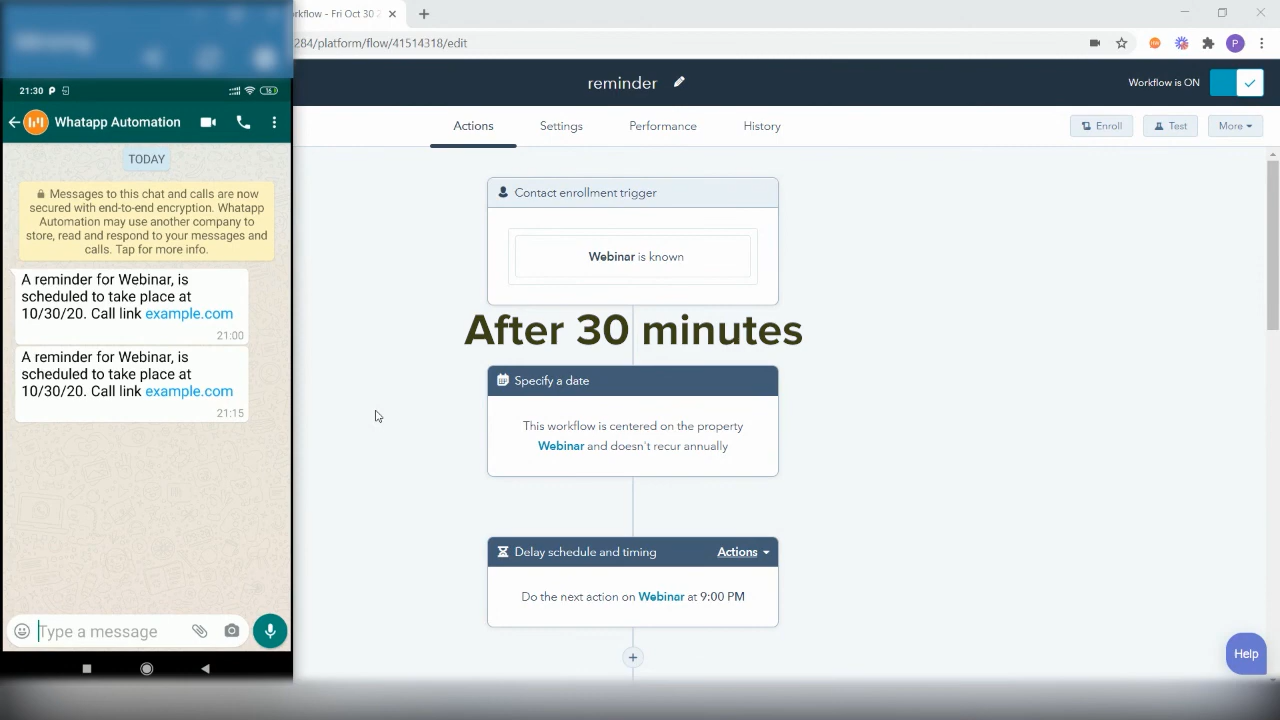 rkflow - Fri Oct 30 2
284/platform/flow/41514318/edit
P
21:30
Whatapp Automation
TODAY
Messages to this chat and calls are now
secured with end-to-end encryption. Whatapp
Automation may use another company to
store, read and respond to your messages and
calls. Tap for more info.
A reminder for Webinar, is
scheduled to take place at
10/30/20. Call link example.com
21:00
A reminder for Webinar, is
scheduled to take place at
10/30/20. Call link example.com
21:15
Type a message
reminder
Workflow is ON
Actions
Settings
Performance
History
Enroll
Test
More
Contact enrollment trigger
Webinar is known
After 30 minutes
Specify a date
This workflow is centered on the property
Webinar and doesn't recur annually
Delay schedule and timing
Actions
Do the next action on Webinar at 9:00 PM
Help